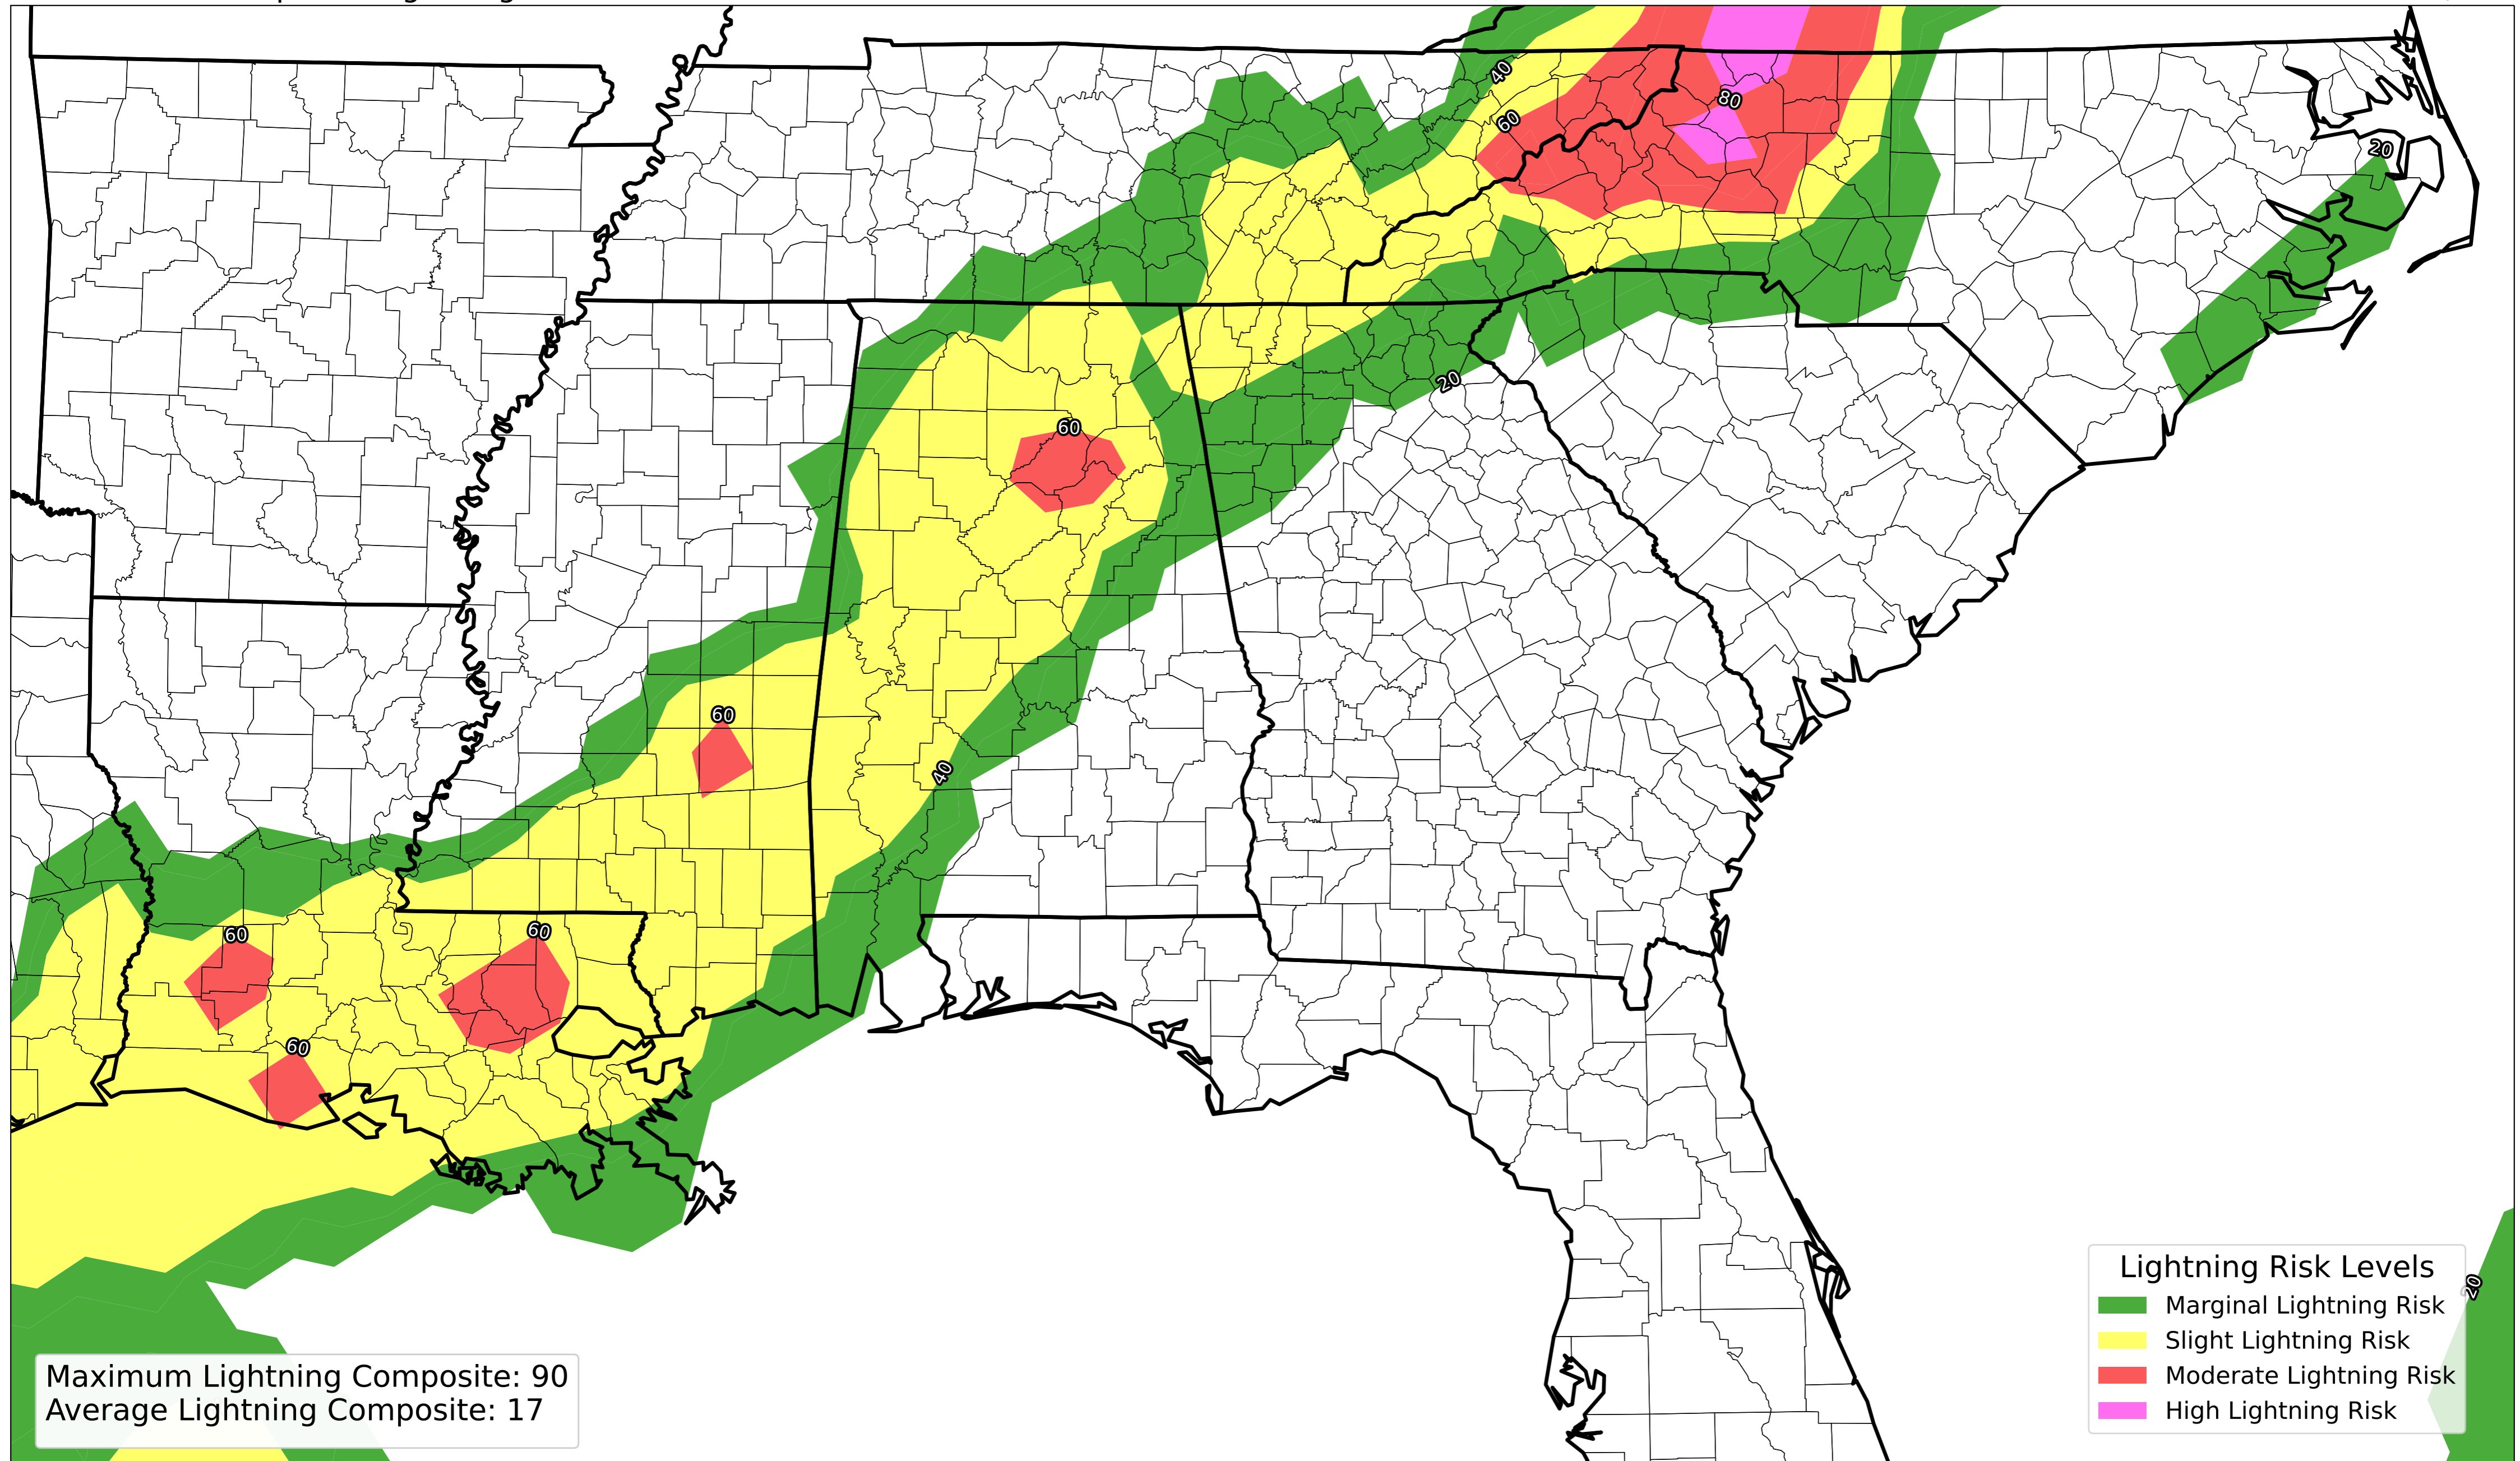 40
80
60
20
60
20
60
40
60
60
60
Lightning Risk Levels
20
Marginal Lightning Risk
Slight Lightning Risk
Moderate Lightning Risk
High Lightning Risk
Maximum Lightning Composite: 90
Average Lightning Composite: 17